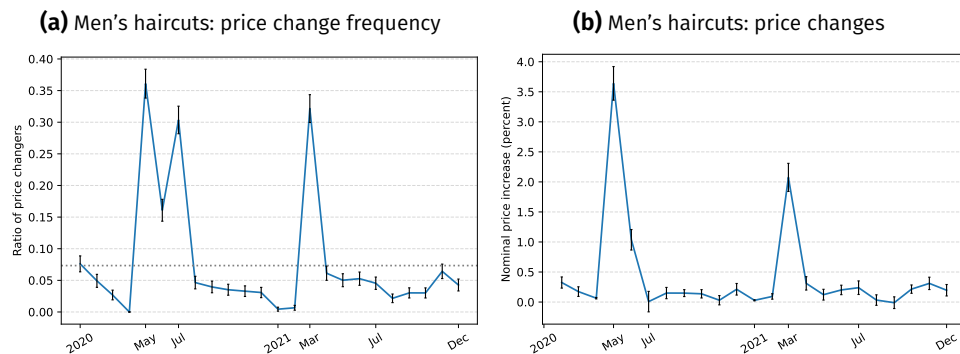 (a) Men’s haircuts: price change frequency
Ratio of price changers
0.40
0.35
0.30
0.25
0.20
0.15
0.10
0.05
0.00
2020
May
Jul
2021
Mar
Jul
Dec
(b) Men’s haircuts: price changes
Nominal price increase (percent)
4.0
3.5
3.0
2.5
2.0
1.5
1.0
0.5
0.0
2020
May
Jul
2021
Mar
Jul
Dec